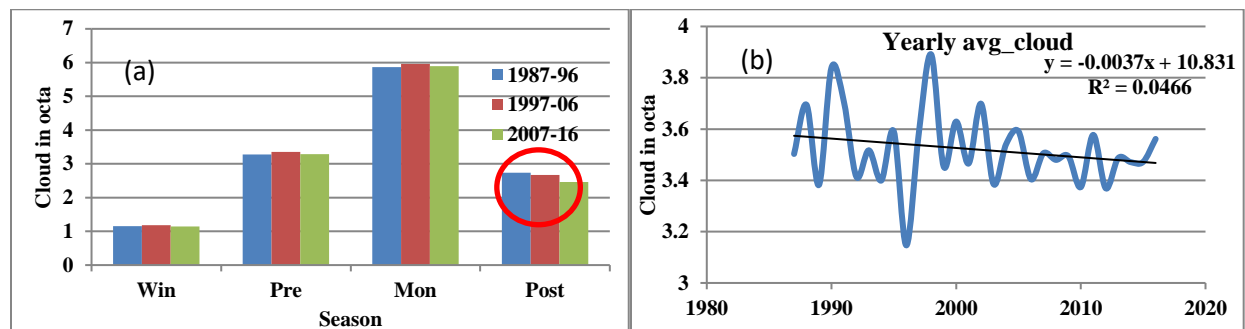 (a)
Cloud in octa
7
6
5
4
3
2
1
0
1987-96
1997-06
2007-16
Win Pre Mon Post
Season
(b)
Yearly avg_cloud
y = -0.0037x + 10.831
R² = 0.0466
Cloud in octa
4
3.8
3.6
3.4
3.2
3
1980 1990 2000 2010 2020